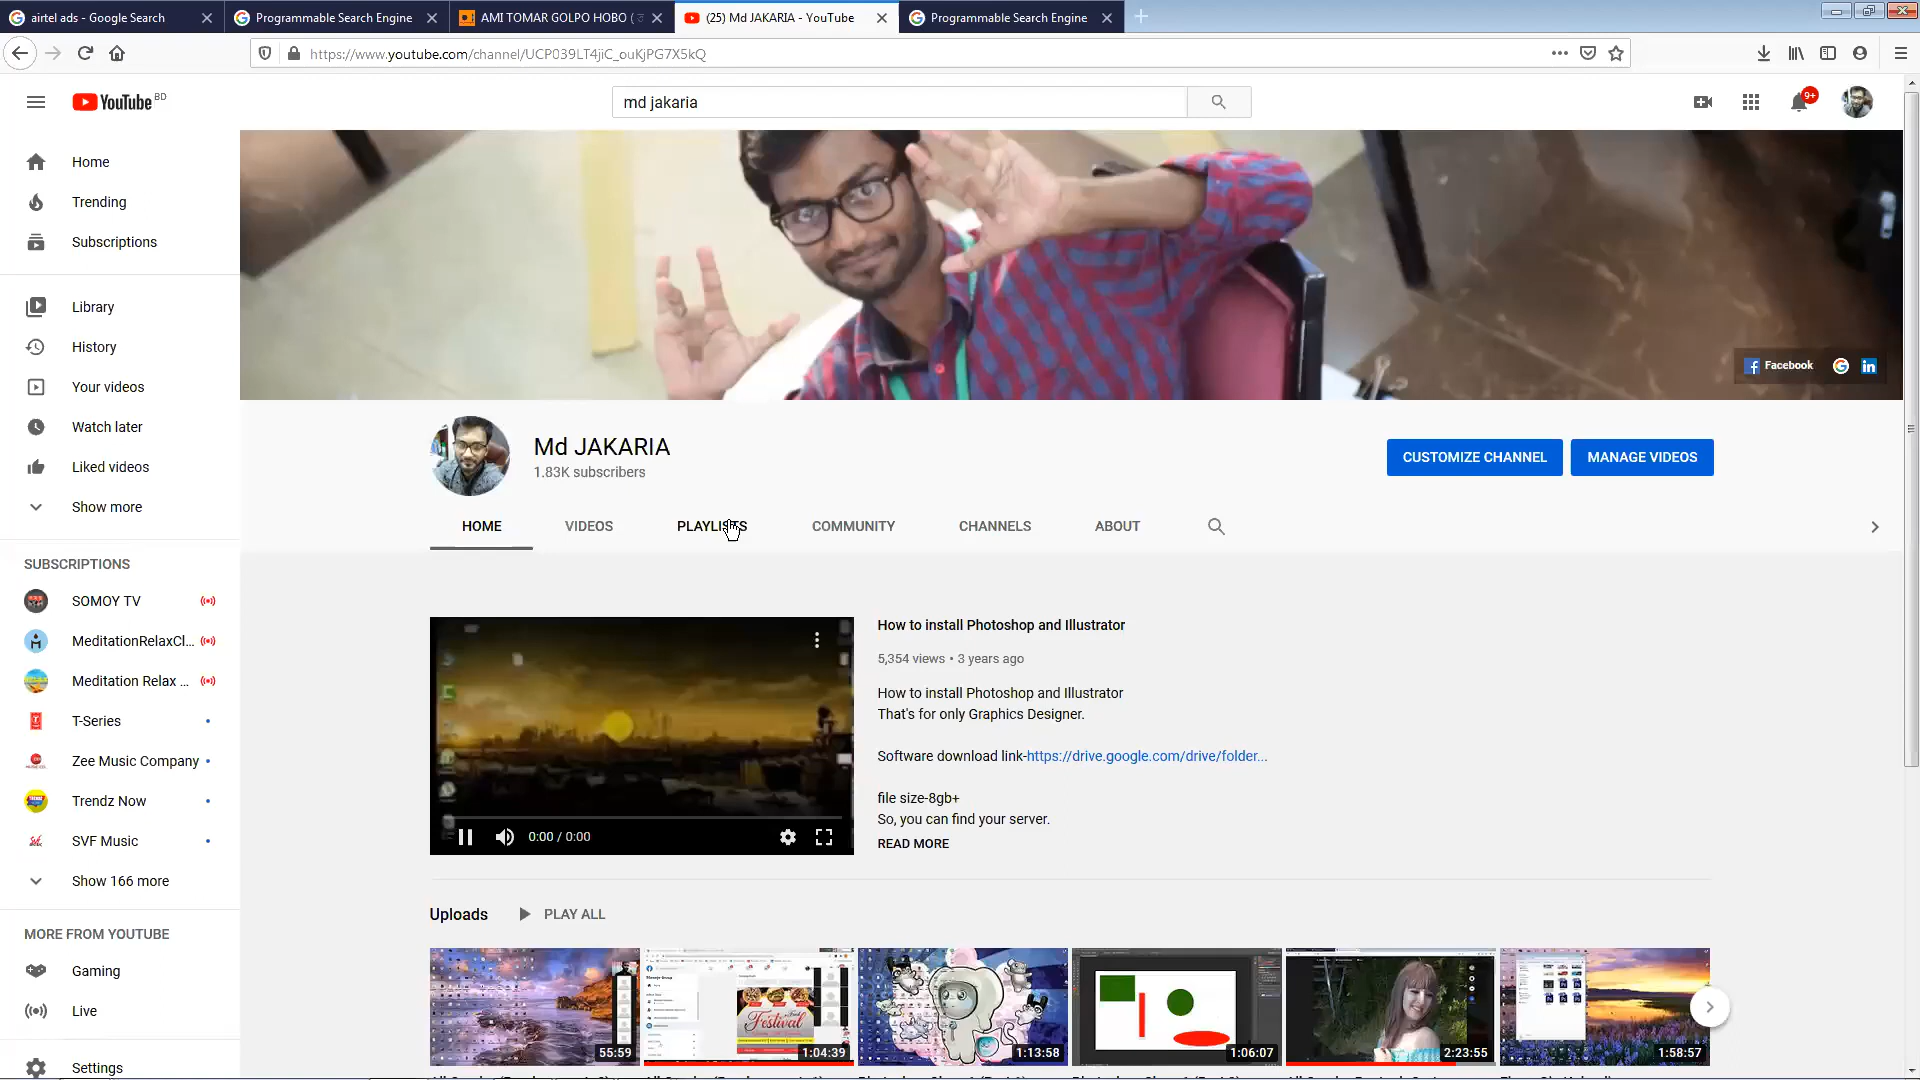 airtel ads - Google Search
Programmable Search Engine
AMI TOMAR GOLPO HOBO (
(25) Md JAKARIA - YouTube
Programmable Search Engine
https://www.youtube.com/channel/UCP039LT4jiC_ouKjPG7X5kQ
YouTube BD
md jakaria
9+
Home
Trending
Subscriptions
Library
History
Your videos
Watch later
Liked videos
Show more
SUBSCRIPTIONS
SOMOY TV
MeditationRelaxCl...
Meditation Relax ...
T-Series
Zee Music Company
Trendz Now
SVF Music
Show 166 more
MORE FROM YOUTUBE
Gaming
Live
Settings
Facebook
Md JAKARIA
1.83K subscribers
CUSTOMIZE CHANNEL
MANAGE VIDEOS
HOME
VIDEOS
PLAYLISTS
COMMUNITY
CHANNELS
ABOUT
0:00 / 0:00
How to install Photoshop and Illustrator
5,354 views • 3 years ago
How to install Photoshop and Illustrator
That's for only Graphics Designer.
Software download link-https://drive.google.com/drive/folder...
file size-8gb+
So, you can find your server.
READ MORE
Uploads
PLAY ALL
Festival
55:59
1:04:39
1:13:58
1:06:07
2:23:55
1:58:57